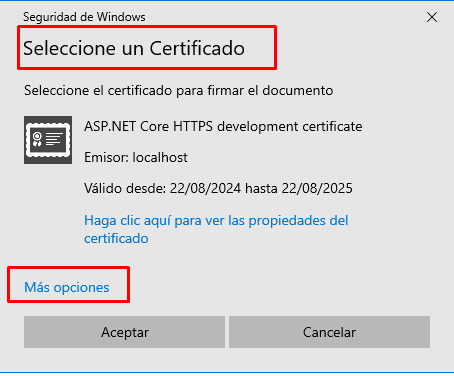 Seguridad de Windows
Seleccione un Certificado
Seleccione el certificado para firmar el documento
ASP.NET Core HTTPS development certificate
Emisor: localhost
Válido desde: 22/08/2024 hasta 22/08/2025
Haga clic aquí para ver las propiedades del
certificado
Más opciones
Aceptar
Cancelar